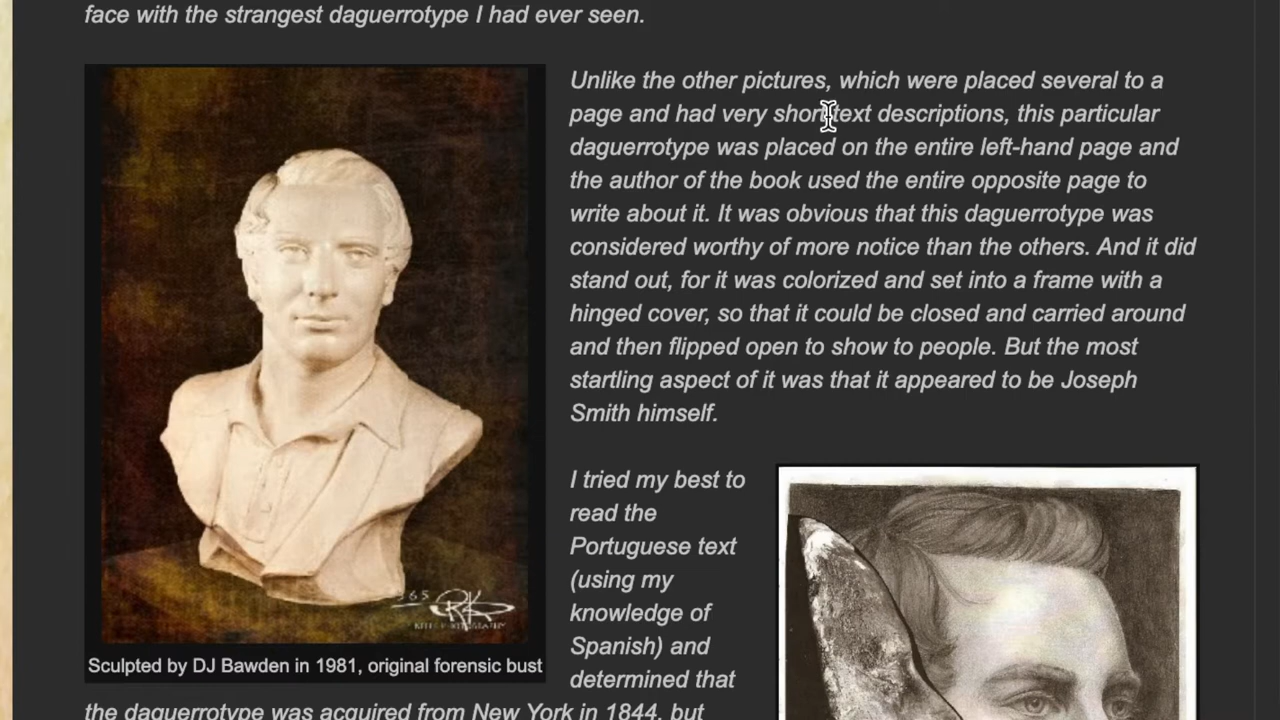 face with the strangest daguerrotype I had ever seen.
Unlike the other pictures, which were placed several to a
page and had very short text descriptions, this particular
daguerrotype was placed on the entire left-hand page and
the author of the book used the entire opposite page to
write about it. It was obvious that this daguerrotype was
considered worthy of more notice than the others. And it did
stand out, for it was colorized and set into a frame with a
hinged cover, so that it could be closed and carried around
and then flipped open to show to people. But the most
startling aspect of it was that it appeared to be Joseph
Smith himself.
I tried my best to
read the
Portuguese text
(using my
knowledge of
Spanish) and
determined that
the daguerrotype was acquired from New York in 1844, but
365
RK
Sculpted by DJ Bawden in 1981, original forensic bust